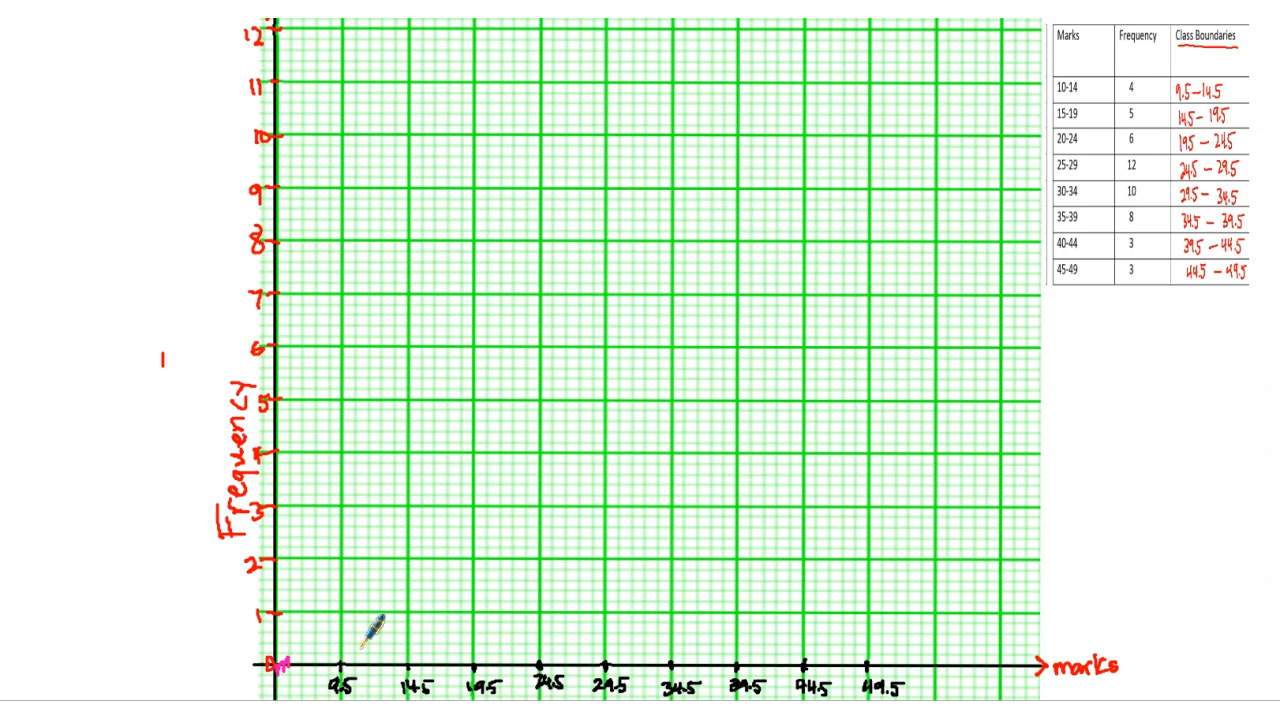 12
11
10
9
8
7
6
5
4
3
2
1
0
Frequency
1
9.5 14.5 19.5 24.5 29.5 34.5 39.5 44.5 49.5
marks
Marks Frequency Class Boundaries
10-14 4 9.5-14.5
15-19 5 14.5- 19.5
20-24 6 19.5 - 24.5
25-29 12 24.5 - 29.5
30-34 10 29.5- 34.5
35-39 8 34.5 - 39.5
40-44 3 39.5 - 44.5
45-49 3 44.5 - 49.5